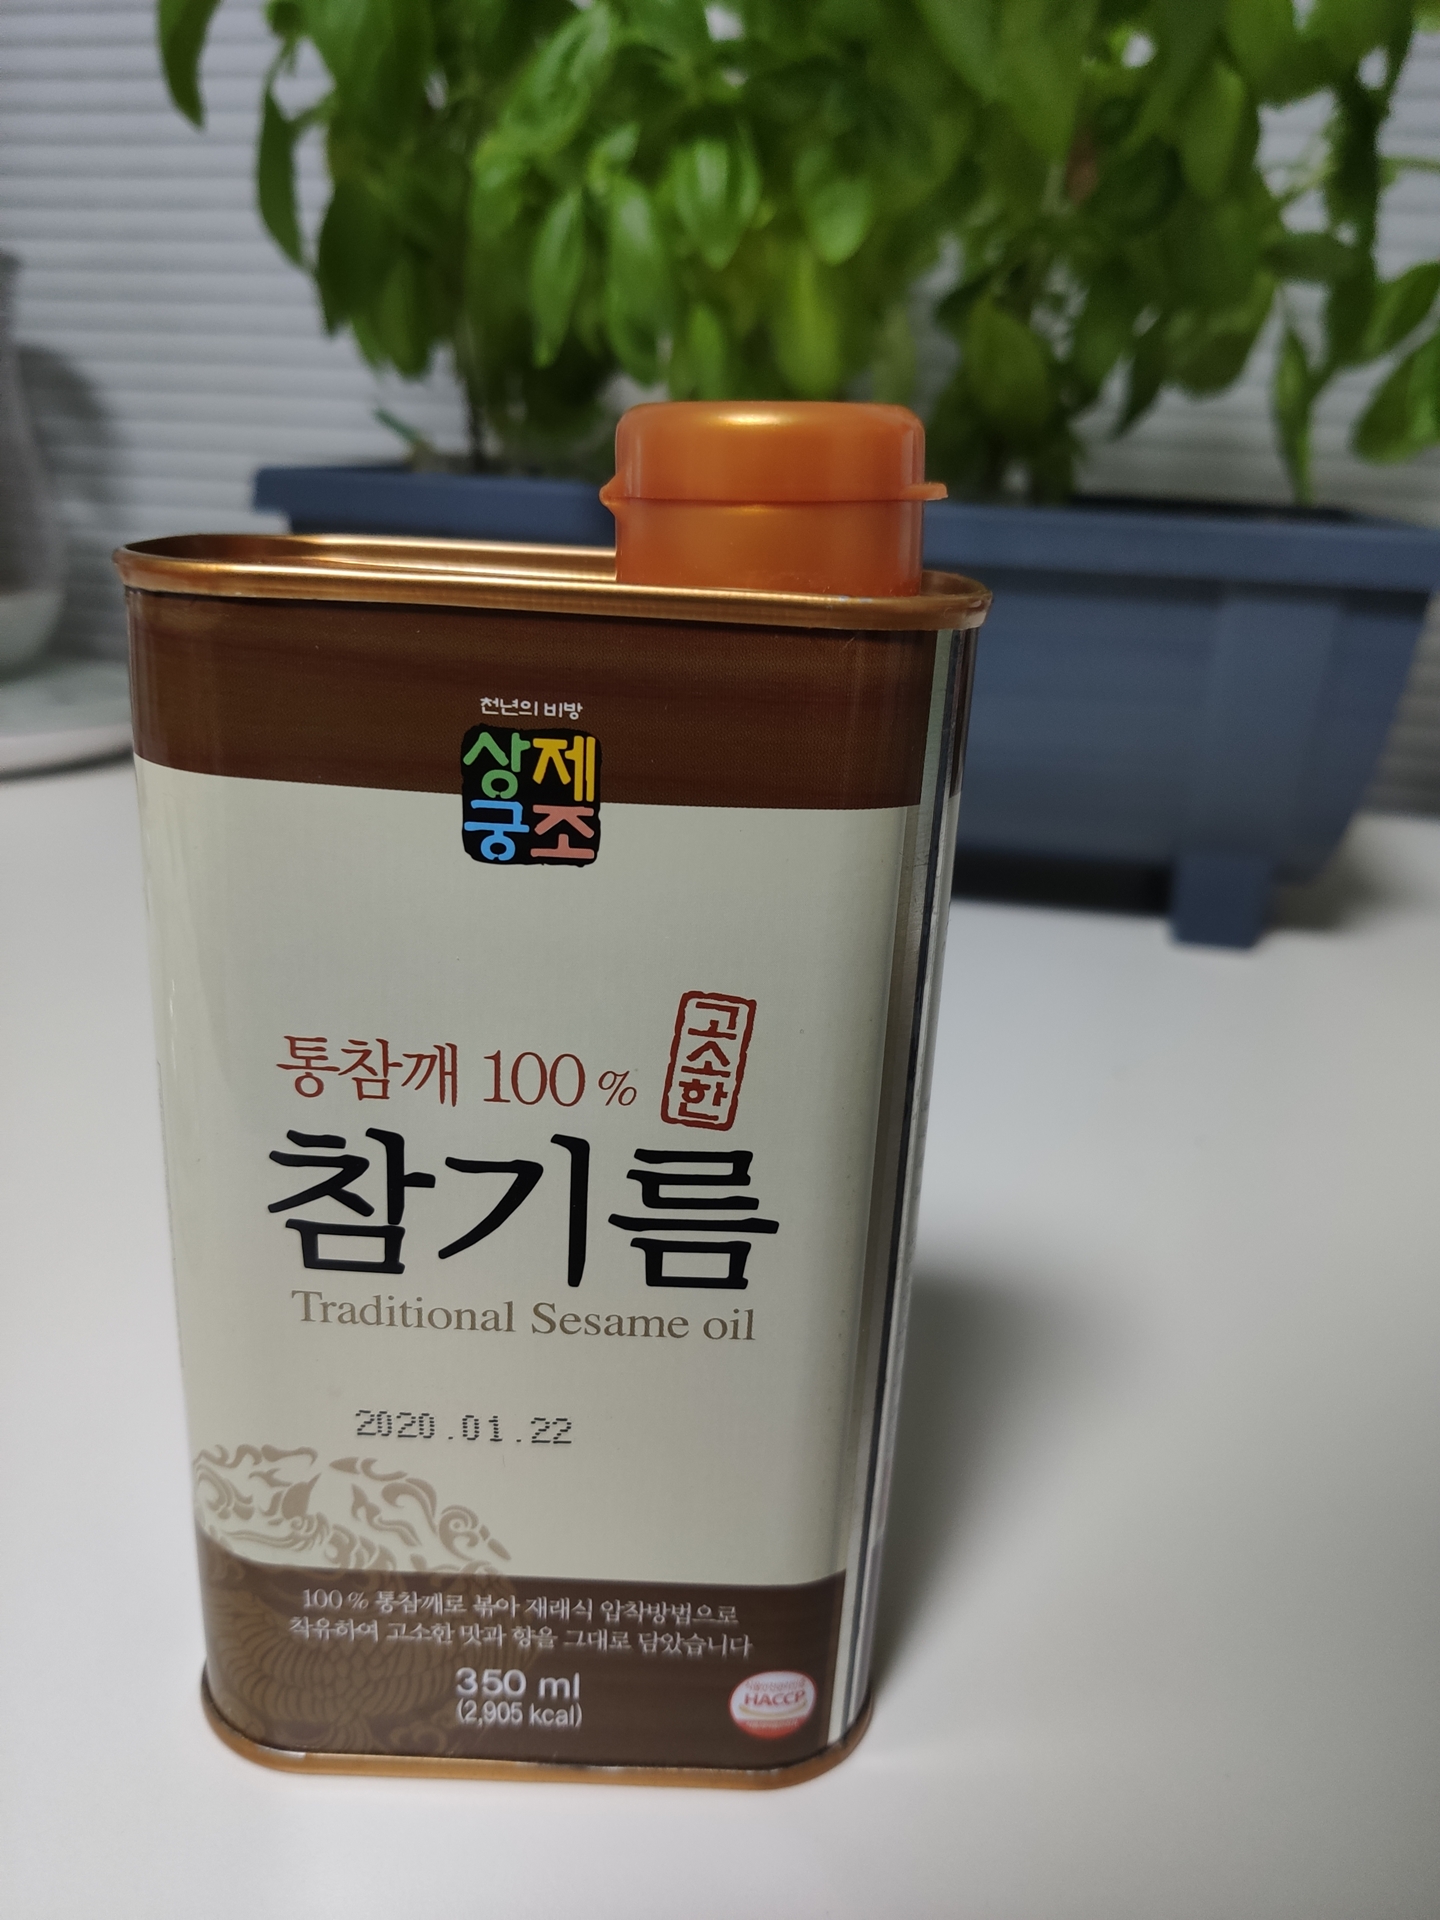 천년의 비방
상제
궁조
고소한
통참깨 100 %
참기름
Traditional Sesame oil
2020.01.22
100% 통참깨로 볶아 재래식 압착방법으로
착유하여 고소한 맛과 향을 그대로 담았습니다
350 ml
(2,905 kcal)
HACCP